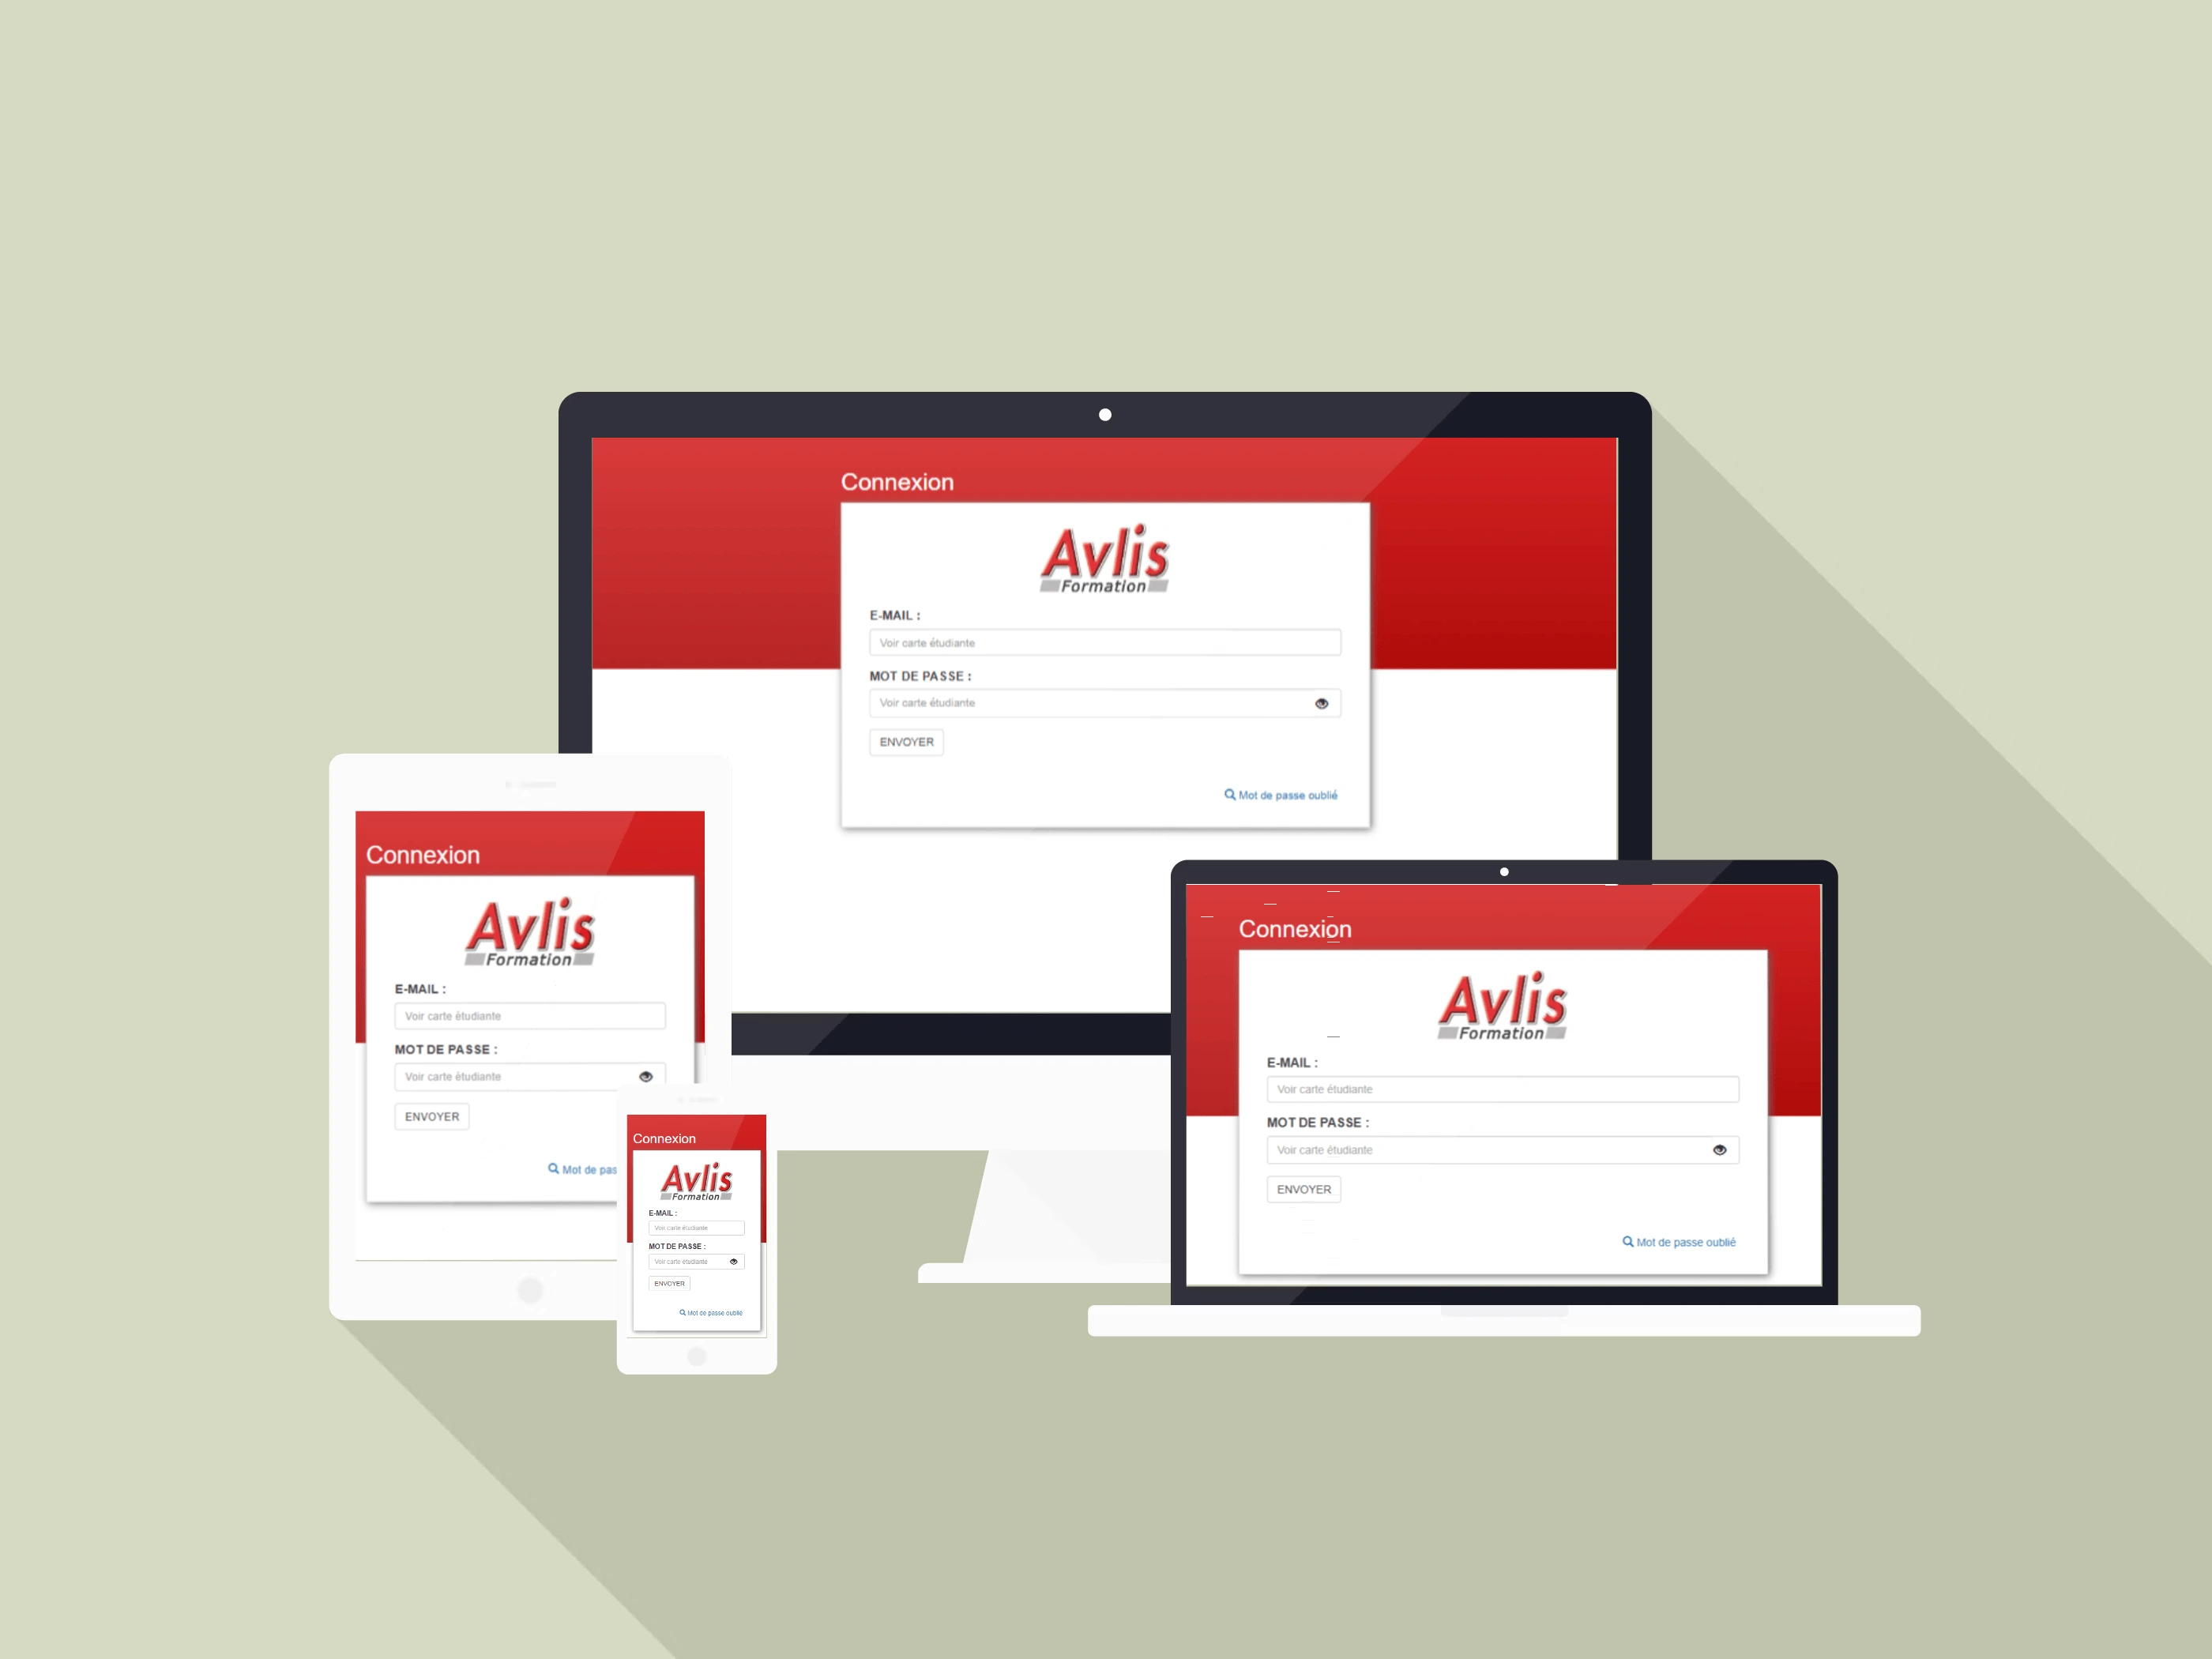 Connexion
Avlis
Formation
E-MAIL :
Voir carte étudiante
MOT DE PASSE :
Voir carte étudiante
ENVOYER
Mot de passe oublié
Connexion
Avlis
Formation
E-MAIL :
Voir carte étudiante
MOT DE PASSE :
Voir carte étudiante
ENVOYER
Mot de pas
Connexion
Avlis
Formation
E-MAIL :
Voir carte étudiante
MOT DE PASSE :
Voir carte étudiante
ENVOYER
Mot de passe oublié
Connexion
Avlis
Formation
E-MAIL :
Voir carte étudiante
MOT DE PASSE :
Voir carte étudiante
ENVOYER
Mot de passe oublié